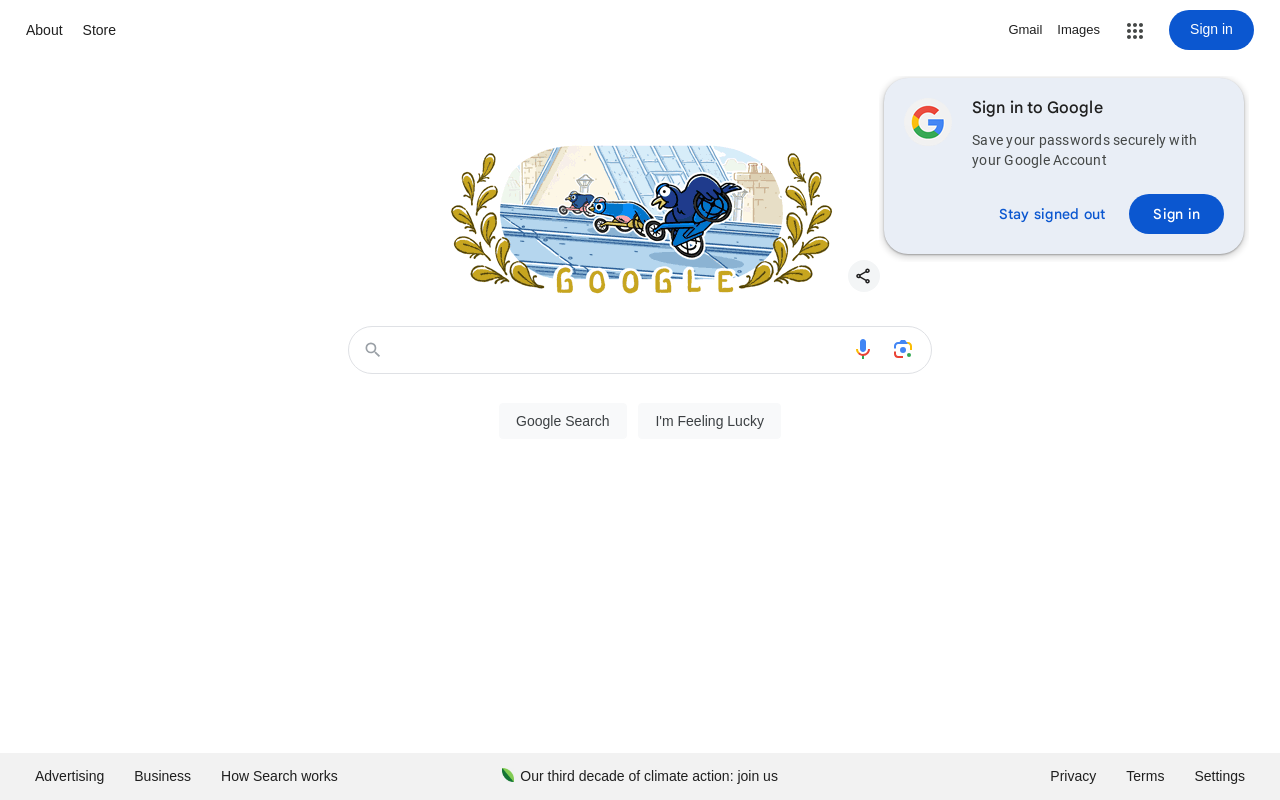 About
Store
Gmail
Images
Sign in
Sign in to Google
Save your passwords securely with
your Google Account
Stay signed out
Sign in
GOOGLE
Google Search
I'm Feeling Lucky
Advertising
Business
How Search works
Our third decade of climate action: join us
Privacy
Terms
Settings